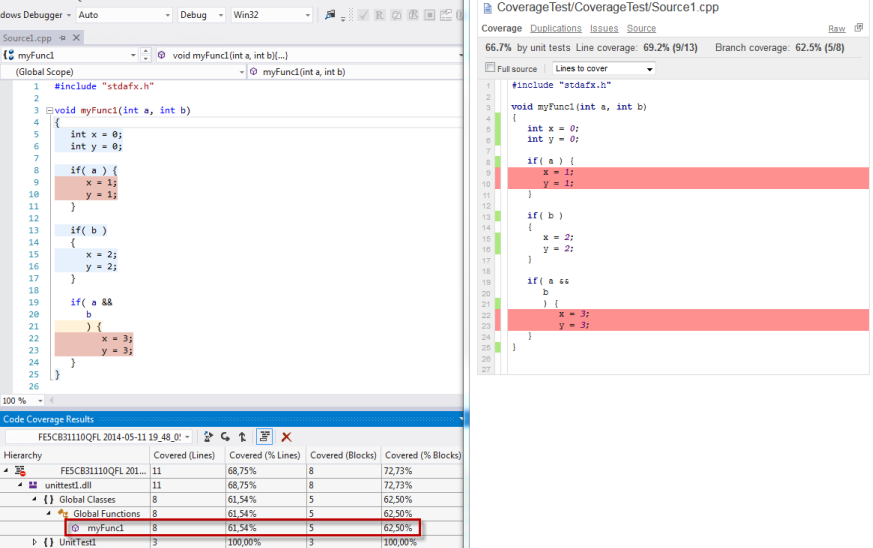 dows Debugger
Auto
Debug
Win32
Source1.cpp
myFunc1
void myFunc1(int a, int b){...}
(Global Scope)
myFunc1(int a, int b)
1 #include "stdafx.h"
2
3 void myFunc1(int a, int b)
4 {
5 int x = 0;
6 int y = 0;
7
8 if( a ) {
9 x = 1;
10 y = 1;
11 }
12
13 if( b )
14 {
15 x = 2;
16 y = 2;
17 }
18
19 if( a &&
20 b
21 ) {
22 x = 3;
23 y = 3;
24 }
25 }
26
100 %
Code Coverage Results
FE5CB31110QFL 2014-05-11 19_48_05
Hierarchy Covered (Lines) Covered (% Lines) Covered (Blocks) Covered (% Blocks)
FE5CB31110QFL 201... 11 68,75% 8 72,73%
unittest1.dll 11 68,75% 8 72,73%
{ } Global Classes 8 61,54% 5 62,50%
Global Functions 8 61,54% 5 62,50%
myFunc1 8 61,54% 5 62,50%
{ } UnitTest1 3 100,00% 3 100,00%
CoverageTest/CoverageTest/Source1.cpp
Coverage Duplications Issues Source Raw
66.7% by unit tests Line coverage: 69.2% (9/13) Branch coverage: 62.5% (5/8)
Full source Lines to cover
1 #include "stdafx.h"
2
3 void myFunc1(int a, int b)
4 {
5 int x = 0;
6 int y = 0;
7
8 if( a ) {
9 x = 1;
10 y = 1;
11 }
12
13 if( b )
14 {
15 x = 2;
16 y = 2;
17 }
18
19 if( a &&
20 b
21 ) {
22 x = 3;
23 y = 3;
24 }
25 }
26
27